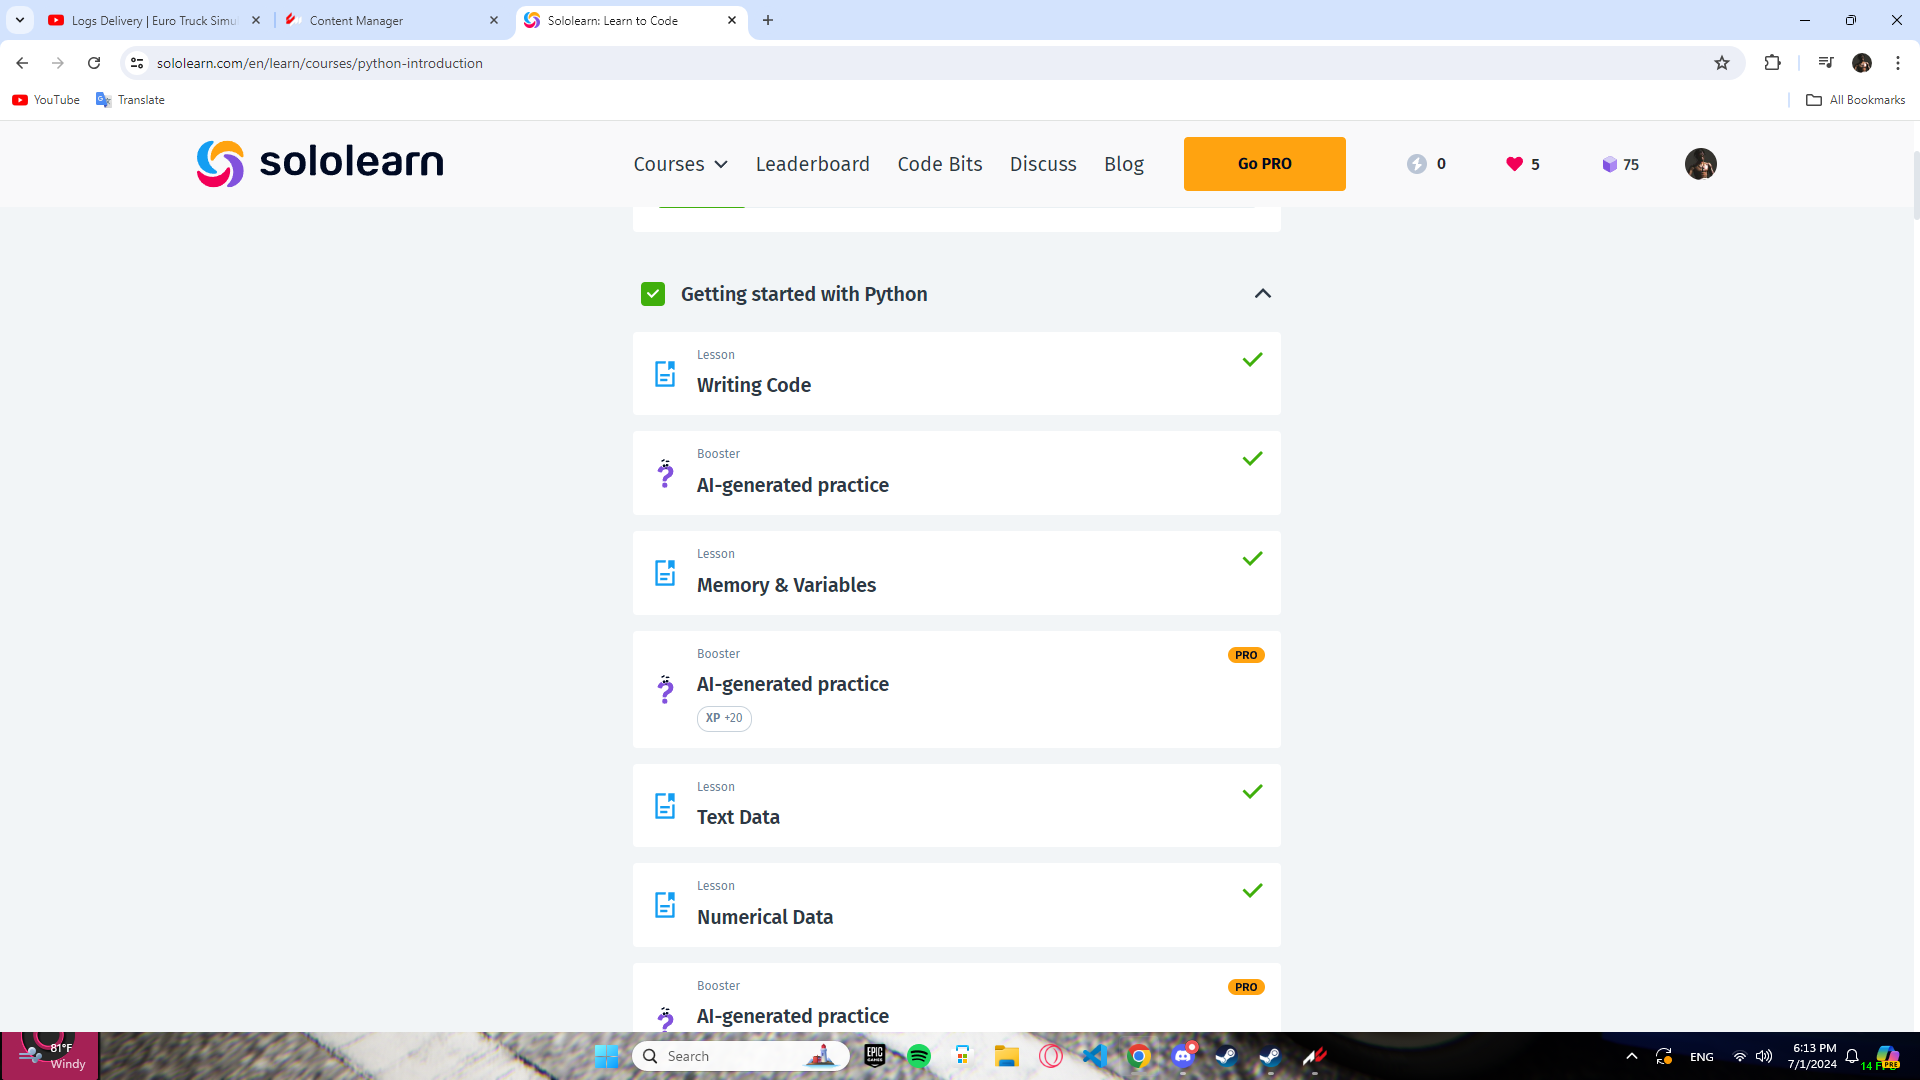 Logs Delivery | Euro Truck Simu
Content Manager
Sololearn: Learn to Code
sololearn.com/en/learn/courses/python-introduction
YouTube
Translate
All Bookmarks
sololearn
Courses
Leaderboard
Code Bits
Discuss
Blog
Go PRO
0
5
75
Getting started with Python
Lesson
Writing Code
Booster
AI-generated practice
Lesson
Memory & Variables
Booster
PRO
AI-generated practice
XP +20
Lesson
Text Data
Lesson
Numerical Data
Booster
PRO
AI-generated practice
81°F
Windy
Search
EPIC GAMES
ENG
6:13 PM
7/1/2024
PRE